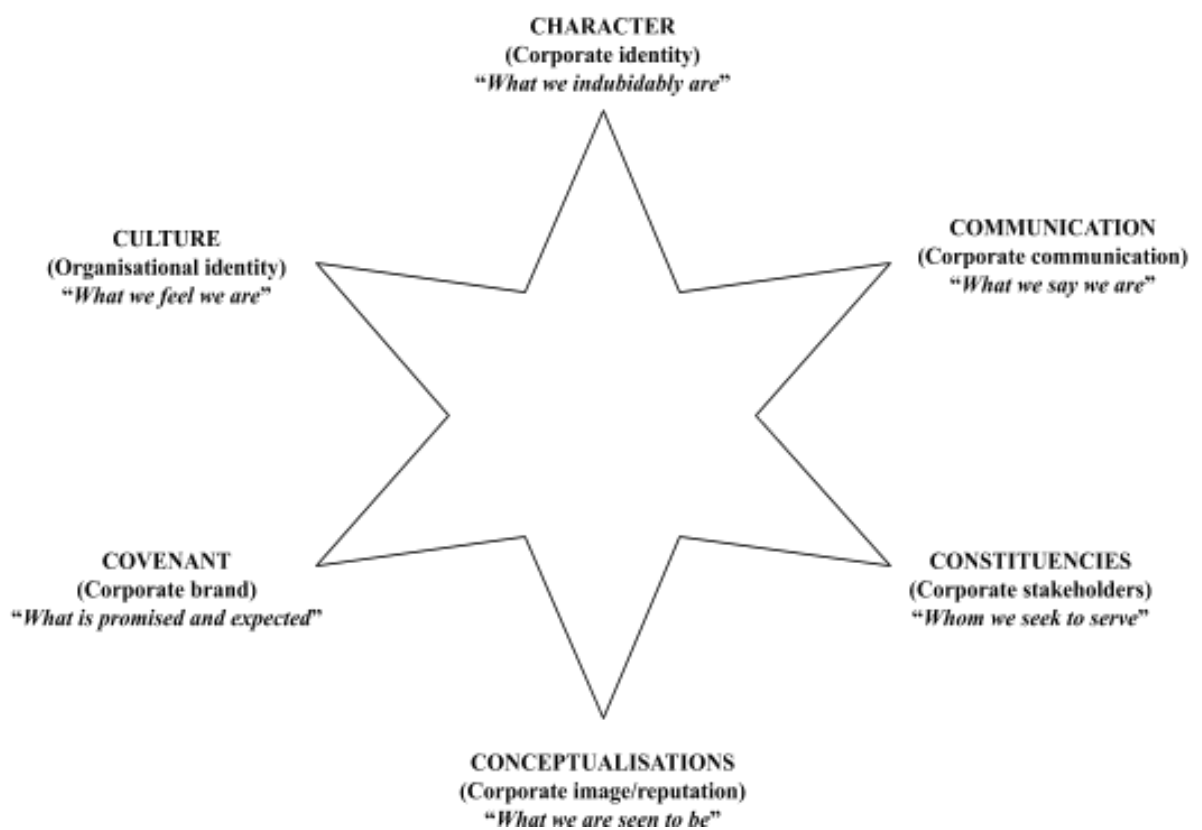 CHARACTER
(Corporate identity)
“What we indubidably are”
CULTURE
(Organisational identity)
“What we feel we are”
COMMUNICATION
(Corporate communication)
“What we say we are”
COVENANT
(Corporate brand)
“What is promised and expected”
CONSTITUENCIES
(Corporate stakeholders)
“Whom we seek to serve”
CONCEPTUALISATIONS
(Corporate image/reputation)
“What we are seen to be”